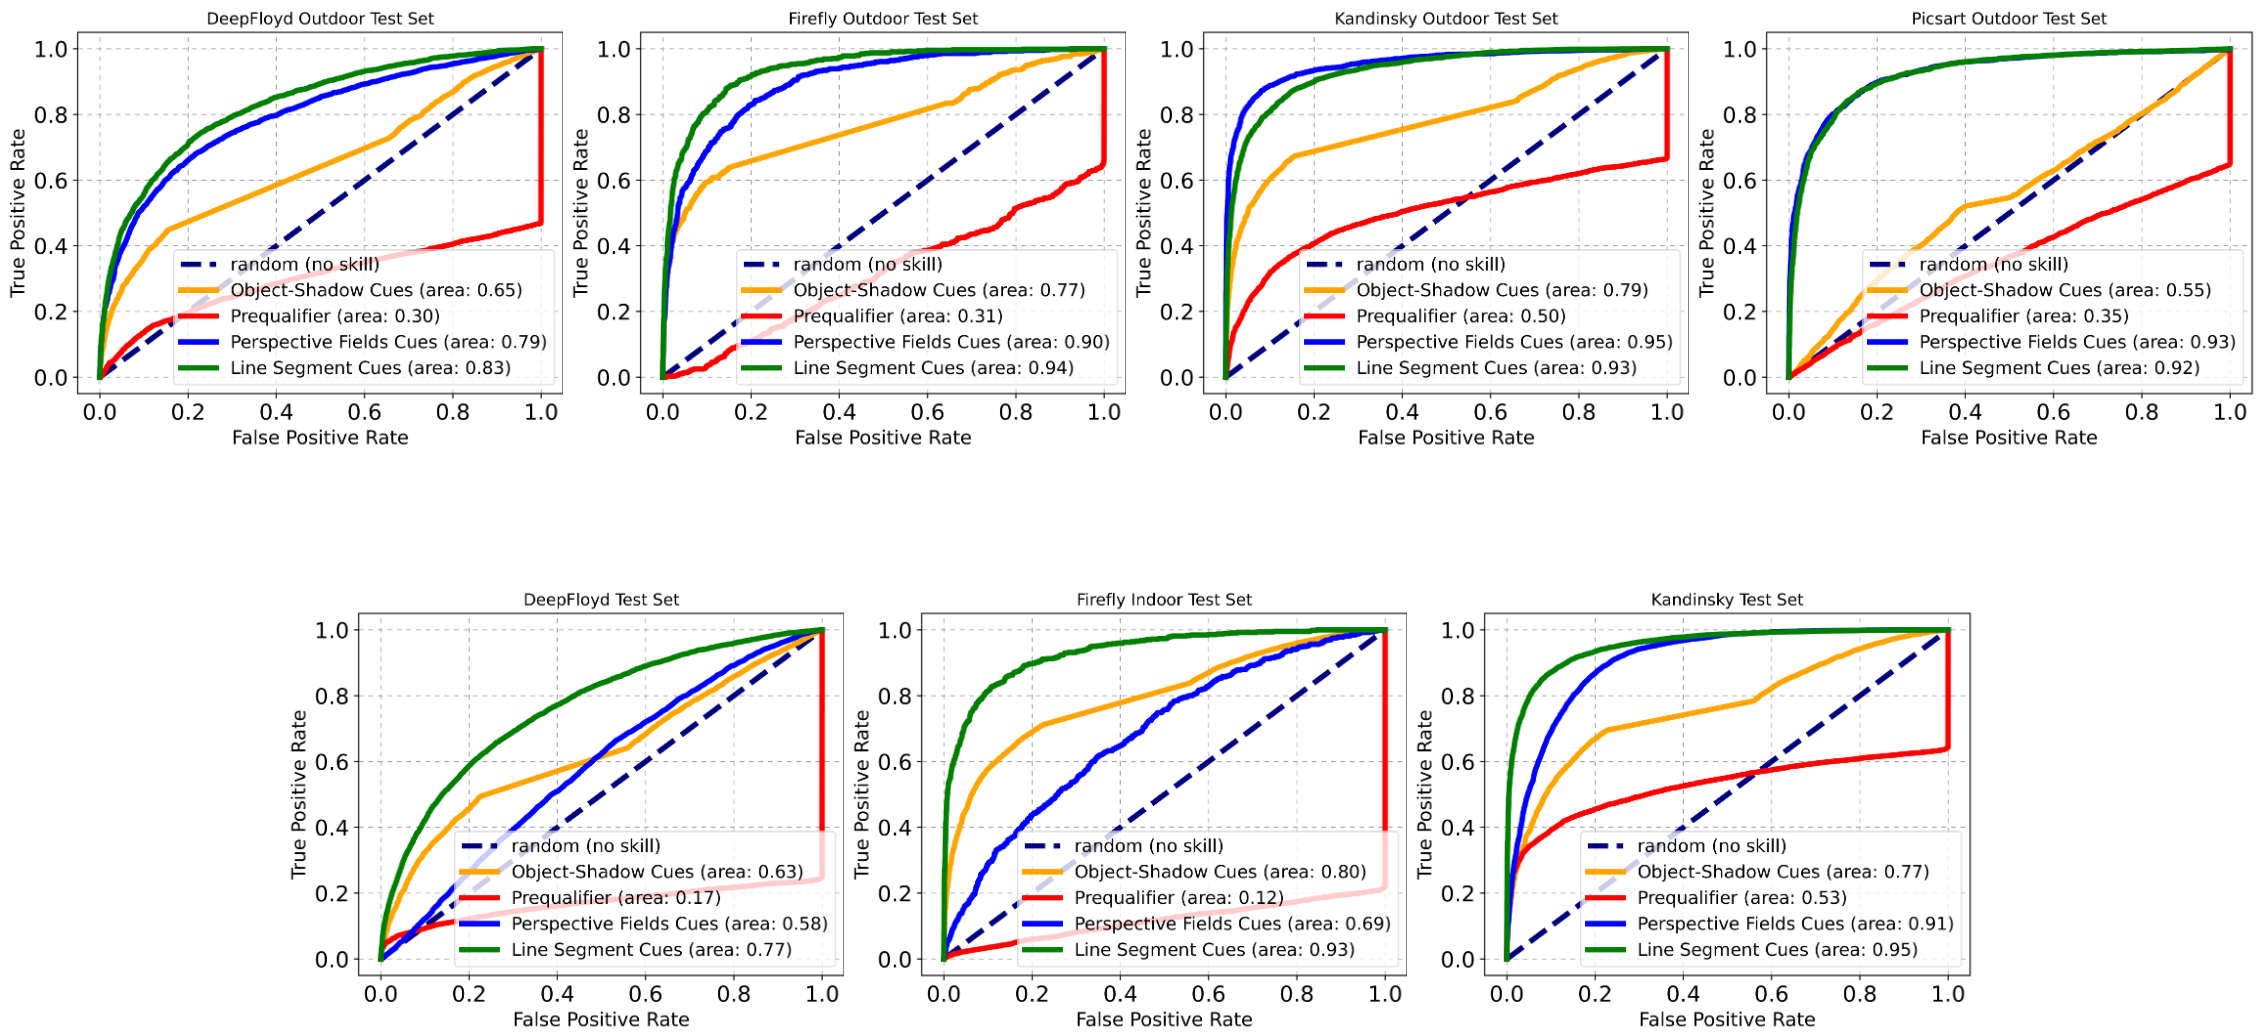 DeepFloyd Outdoor Test Set
True Positive Rate
1.0
0.8
0.6
0.4
0.2
0.0
random (no skill)
Object-Shadow Cues (area: 0.65)
Prequalifier (area: 0.30)
Perspective Fields Cues (area: 0.79)
Line Segment Cues (area: 0.83)
0.0 0.2 0.4 0.6 0.8 1.0
False Positive Rate
Firefly Outdoor Test Set
True Positive Rate
1.0
0.8
0.6
0.4
0.2
0.0
random (no skill)
Object-Shadow Cues (area: 0.77)
Prequalifier (area: 0.31)
Perspective Fields Cues (area: 0.90)
Line Segment Cues (area: 0.94)
0.0 0.2 0.4 0.6 0.8 1.0
False Positive Rate
Kandinsky Outdoor Test Set
True Positive Rate
1.0
0.8
0.6
0.4
0.2
0.0
random (no skill)
Object-Shadow Cues (area: 0.79)
Prequalifier (area: 0.50)
Perspective Fields Cues (area: 0.95)
Line Segment Cues (area: 0.93)
0.0 0.2 0.4 0.6 0.8 1.0
False Positive Rate
Picsart Outdoor Test Set
True Positive Rate
1.0
0.8
0.6
0.4
0.2
0.0
random (no skill)
Object-Shadow Cues (area: 0.55)
Prequalifier (area: 0.35)
Perspective Fields Cues (area: 0.93)
Line Segment Cues (area: 0.92)
0.0 0.2 0.4 0.6 0.8 1.0
False Positive Rate
DeepFloyd Test Set
True Positive Rate
1.0
0.8
0.6
0.4
0.2
0.0
random (no skill)
Object-Shadow Cues (area: 0.63)
Prequalifier (area: 0.17)
Perspective Fields Cues (area: 0.58)
Line Segment Cues (area: 0.77)
0.0 0.2 0.4 0.6 0.8 1.0
False Positive Rate
Firefly Indoor Test Set
True Positive Rate
1.0
0.8
0.6
0.4
0.2
0.0
random (no skill)
Object-Shadow Cues (area: 0.80)
Prequalifier (area: 0.12)
Perspective Fields Cues (area: 0.69)
Line Segment Cues (area: 0.93)
0.0 0.2 0.4 0.6 0.8 1.0
False Positive Rate
Kandinsky Test Set
True Positive Rate
1.0
0.8
0.6
0.4
0.2
0.0
random (no skill)
Object-Shadow Cues (area: 0.77)
Prequalifier (area: 0.53)
Perspective Fields Cues (area: 0.91)
Line Segment Cues (area: 0.95)
0.0 0.2 0.4 0.6 0.8 1.0
False Positive Rate